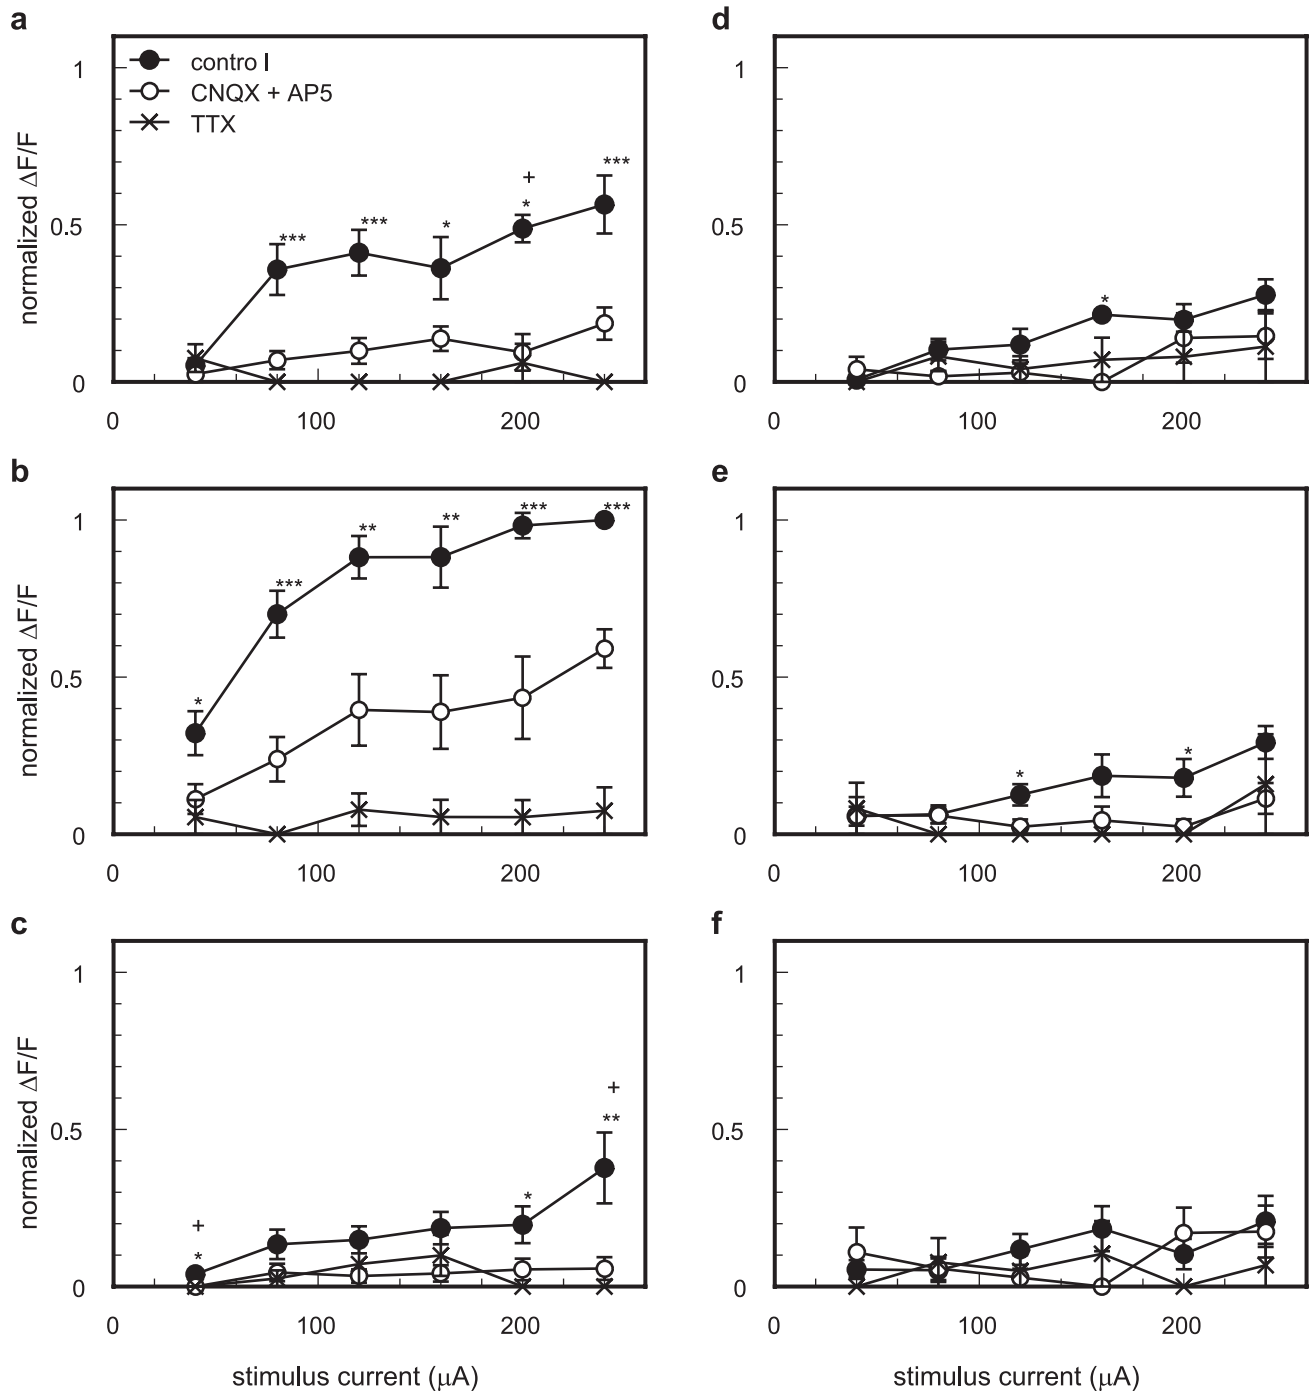 a
1
contro l
CNQX + AP5
TTX
normalized ΔF/F
0.5
0
*** *** * + * ***
0 100 200
d
1
0.5
0
*
0 100 200
b
1
normalized ΔF/F
0.5
0
* *** ** ** *** ***
0 100 200
e
1
0.5
0
* *
0 100 200
c
1
normalized ΔF/F
0.5
0
+ * * + **
0 100 200
stimulus current (μA)
f
1
0.5
0
0 100 200
stimulus current (μA)